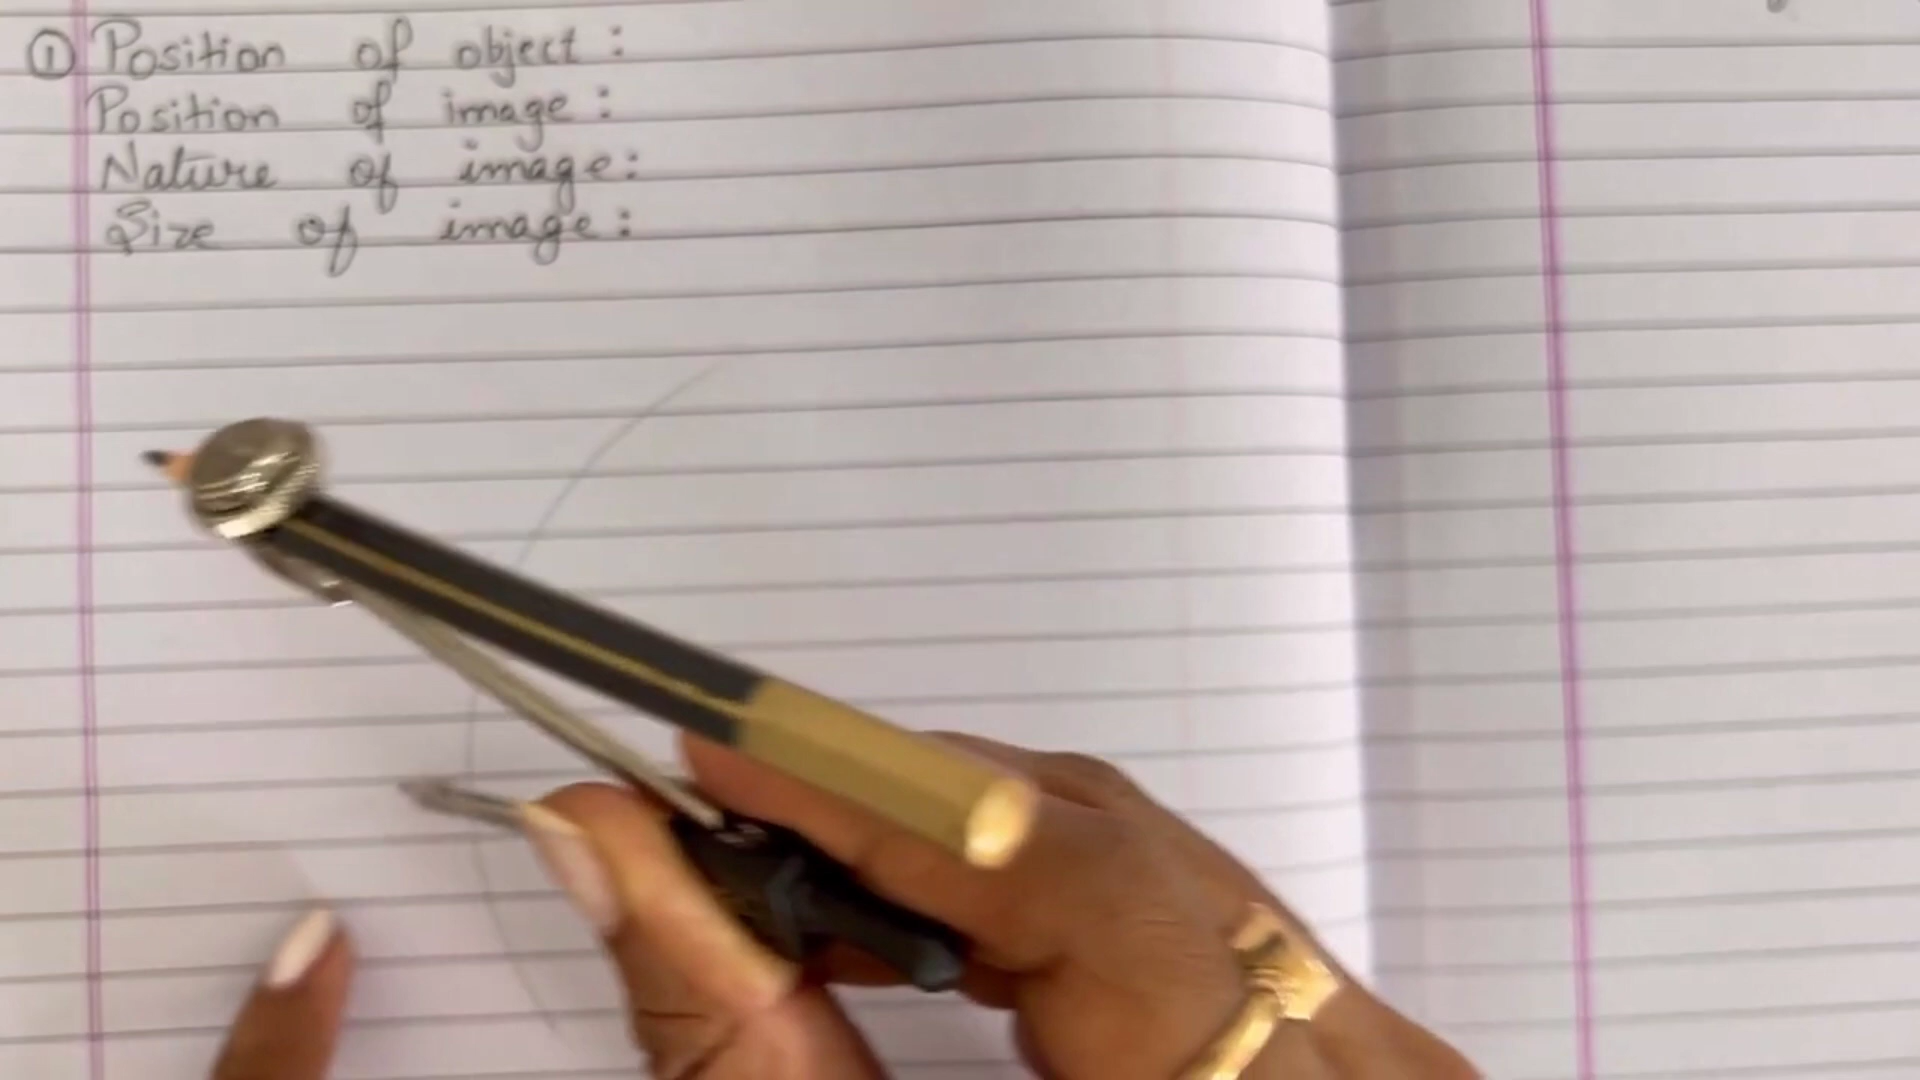 ① Position of object :
Position of image :
Nature of image :
Size of image :